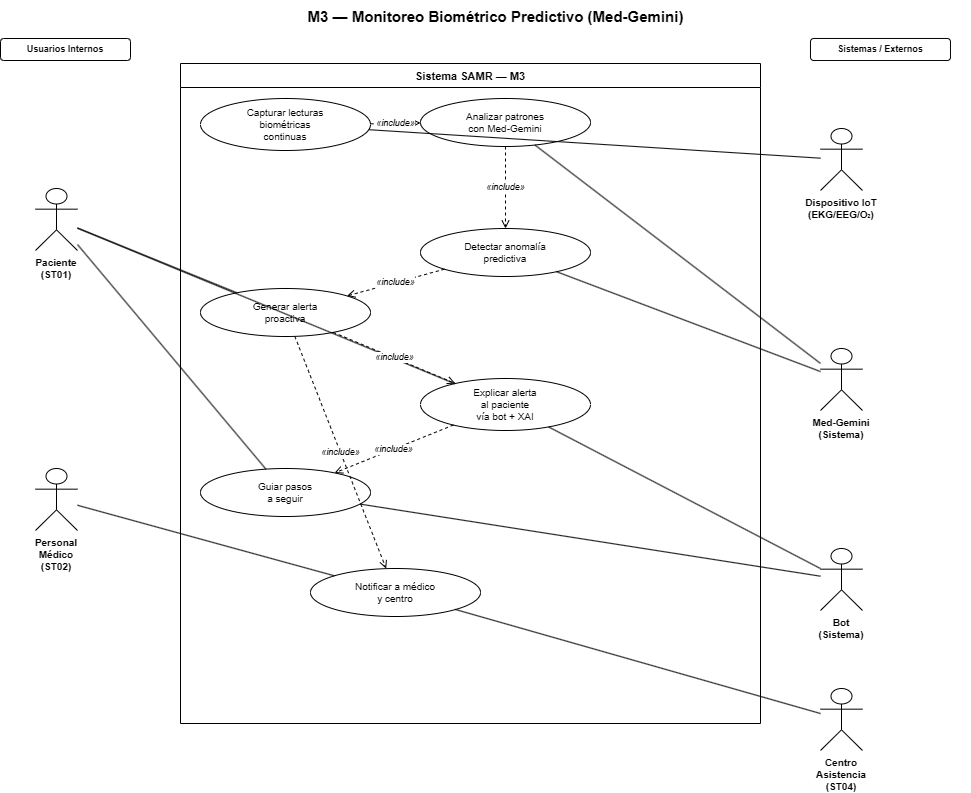 M3 — Monitoreo Biométrico Predictivo (Med-Gemini)
Usuarios Internos
Sistemas / Externos
Sistema SAMR — M3
Capturar lecturas
biométricas
continuas
«include»
Analizar patrones
con Med-Gemini
«include»
Dispositivo IoT
(EKG/EEG/O₂)
Paciente
(ST01)
Detectar anomalía
predictiva
«include»
Generar alerta
proactiva
«include»
Explicar alerta
al paciente
vía bot + XAI
Med-Gemini
(Sistema)
«include»
«include»
Guiar pasos
a seguir
Personal
Médico
(ST02)
Notificar a médico
y centro
Bot
(Sistema)
Centro
Asistencia
(ST04)